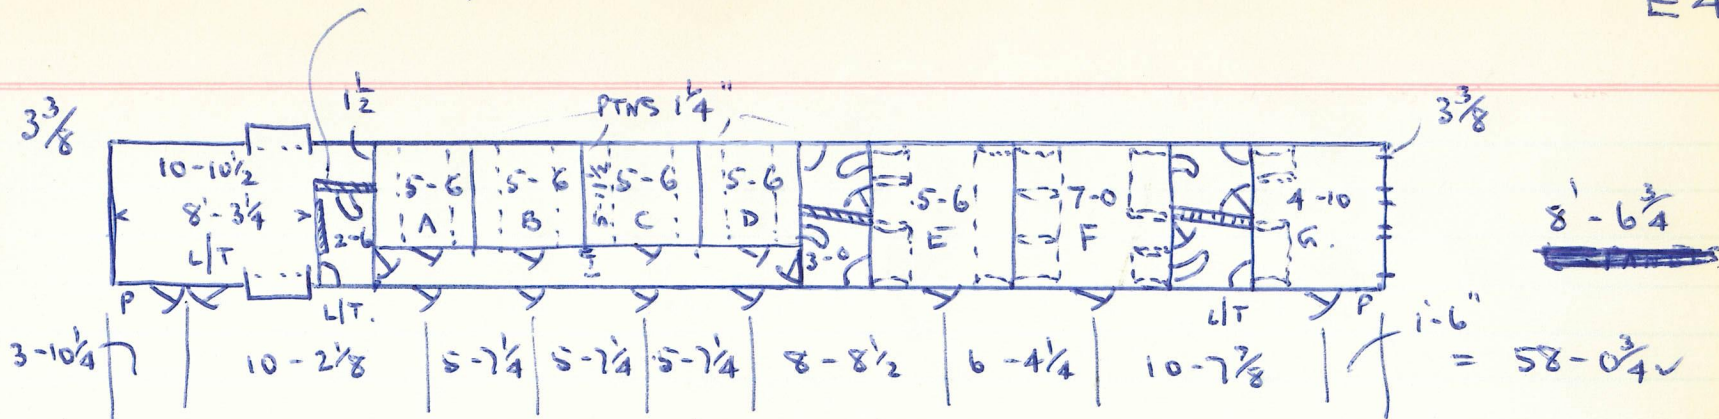 E4
1 1/2
PTNS 1 1/4"
3 3/8
3 3/8
10-10 1/2
8'-3 1/4
L/T
2-6
5-6
A
5-6
B
5-6
C
5-6
D
3-0
5-6
E
7-0
F
4-10
G.
8'-6 3/4
P
L/T.
L/T
P
3-10 1/4
10-2 1/8
5-7 1/4
5-7 1/4
5-7 1/4
8-8 1/2
6-4 1/4
10-7 7/8
1-6"
= 58-0 3/4 ✓